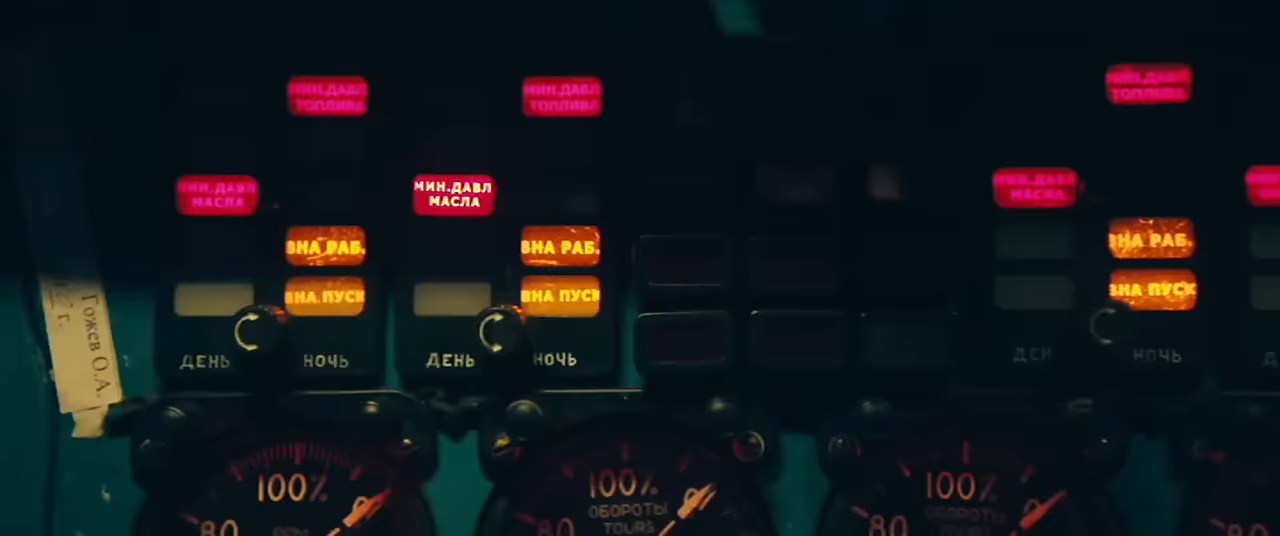 МИН.ДАВЛ
ТОПЛИВА
МИН.ДАВЛ
ТОПЛИВА
МИН.ДАВЛ
ТОПЛИВА
МИН.ДАВЛ
МАСЛА
МИН.ДАВЛ
МАСЛА
МИН.ДАВЛ
МАСЛА
ВНА РАБ.
ВНА РАБ.
ВНА РАБ.
ВНА ПУСК
ВНА ПУСК
ВНА ПУСК
Гожев О.А.
г.
ДЕНЬ
НОЧЬ
ДЕНЬ
НОЧЬ
ДЕН
НОЧЬ
100%
80
100%
ОБОРОТЫ
TOURS
80
100%
ОБОРОТЫ
80
80